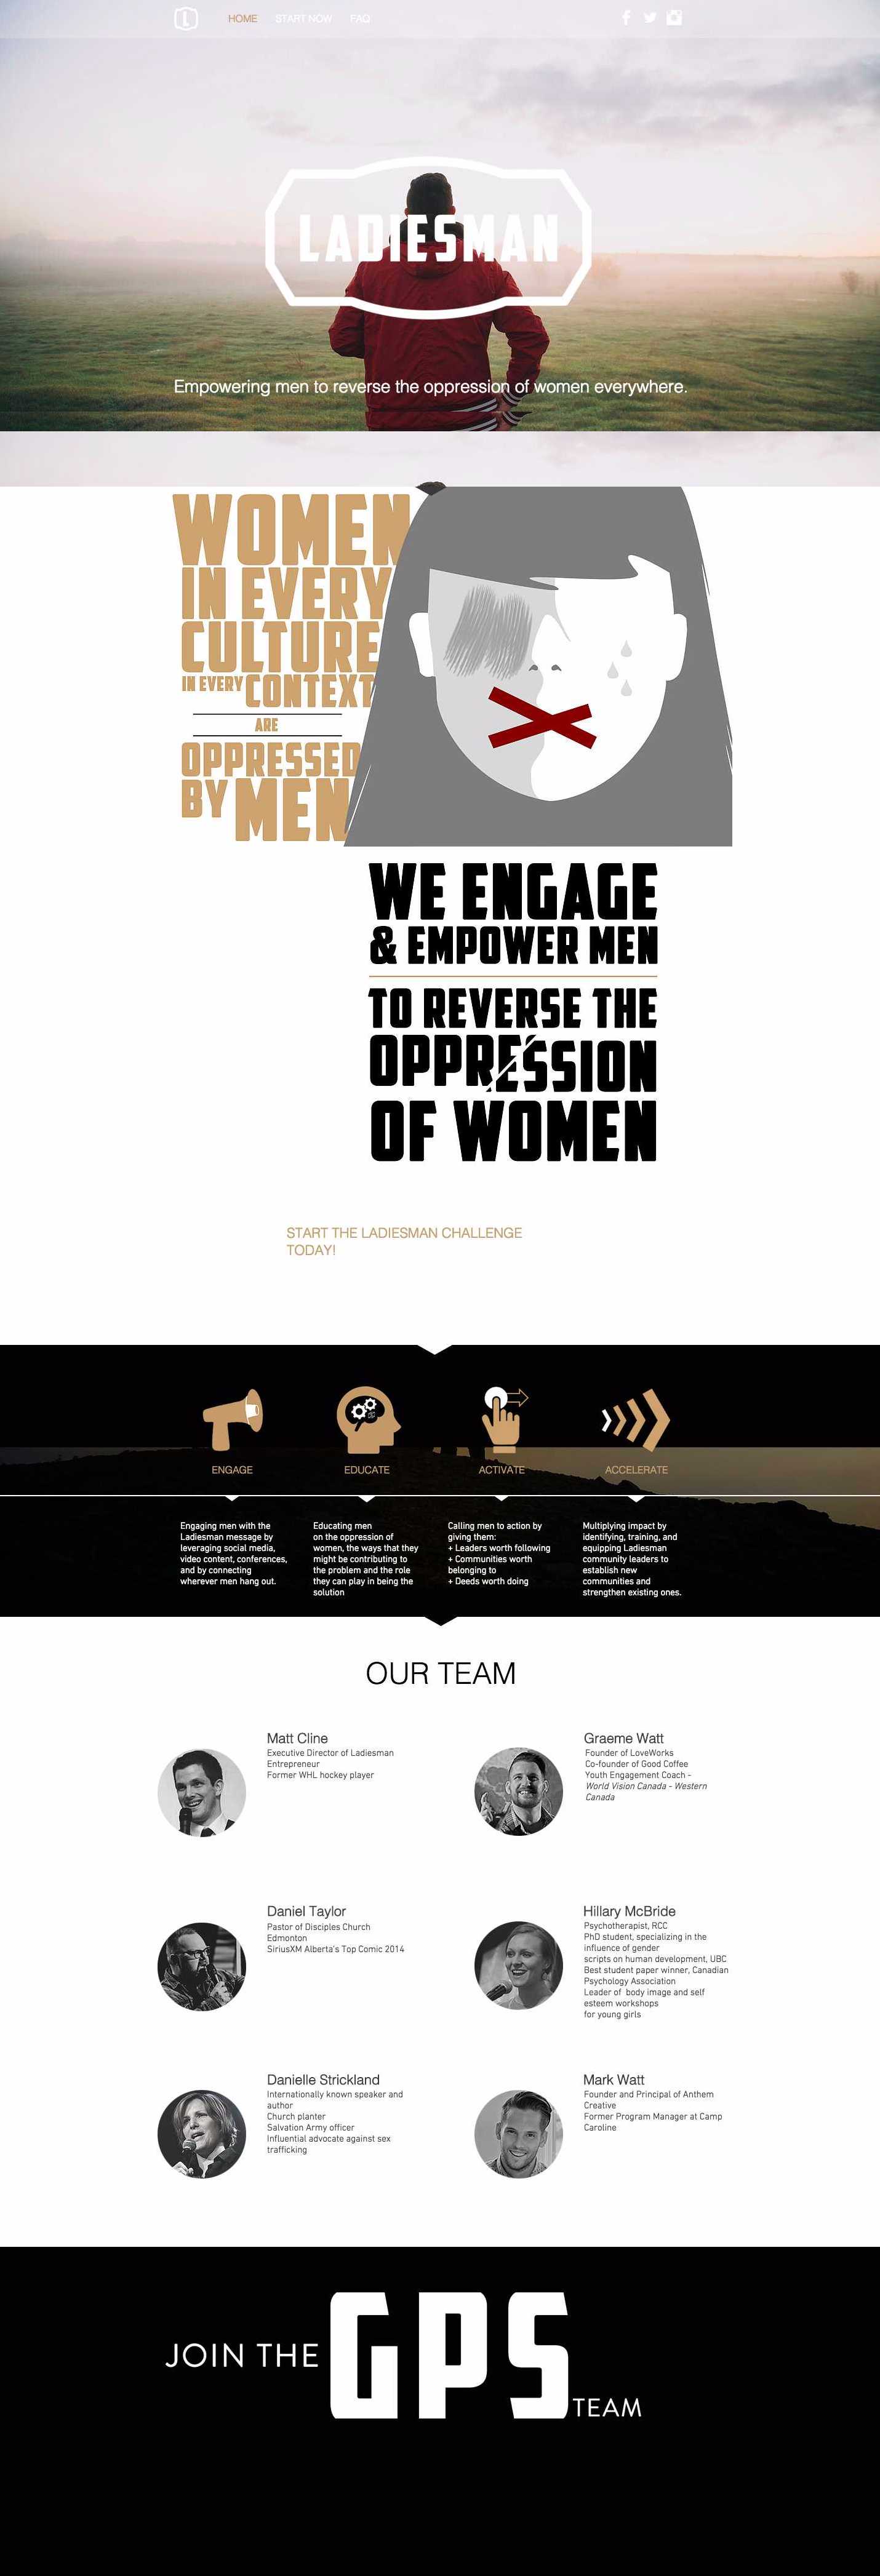 L
HOME START NOW FAQ
LADIESMAN
Empowering men to reverse the oppression of women everywhere.
WOMEN
IN EVERY
CULTURE
IN EVERY CONTEXT
ARE
OPPRESSED
BY MEN
WE ENGAGE
& EMPOWER MEN
TO REVERSE THE
OPPRESSION
OF WOMEN
START THE LADIESMAN CHALLENGE
TODAY!
ENGAGE
Engaging men with the
Ladiesman message by
leveraging social media,
video content, conferences,
and by connecting
wherever men hang out.
EDUCATE
Educating men
on the oppression of
women, the ways that they
might be contributing to
the problem and the role
they can play in being the
solution
ACTIVATE
Calling men to action by
giving them:
+ Leaders worth following
+ Communities worth
belonging to
+ Deeds worth doing
ACCELERATE
Multiplying impact by
identifying, training, and
equipping Ladiesman
community leaders to
establish new
communities and
strengthen existing ones.
OUR TEAM
Matt Cline
Executive Director of Ladiesman
Entrepreneur
Former WHL hockey player
Graeme Watt
Founder of LoveWorks
Co-founder of Good Coffee
Youth Engagement Coach -
World Vision Canada - Western
Canada
Daniel Taylor
Pastor of Disciples Church
Edmonton
SiriusXM Alberta's Top Comic 2014
Hillary McBride
Psychotherapist, RCC
PhD student, specializing in the
influence of gender
scripts on human development, UBC
Best student paper winner, Canadian
Psychology Association
Leader of body image and self
esteem workshops
for young girls
Danielle Strickland
Internationally known speaker and
author
Church planter
Salvation Army officer
Influential advocate against sex
trafficking
Mark Watt
Founder and Principal of Anthem
Creative
Former Program Manager at Camp
Caroline
JOIN THE GPS TEAM